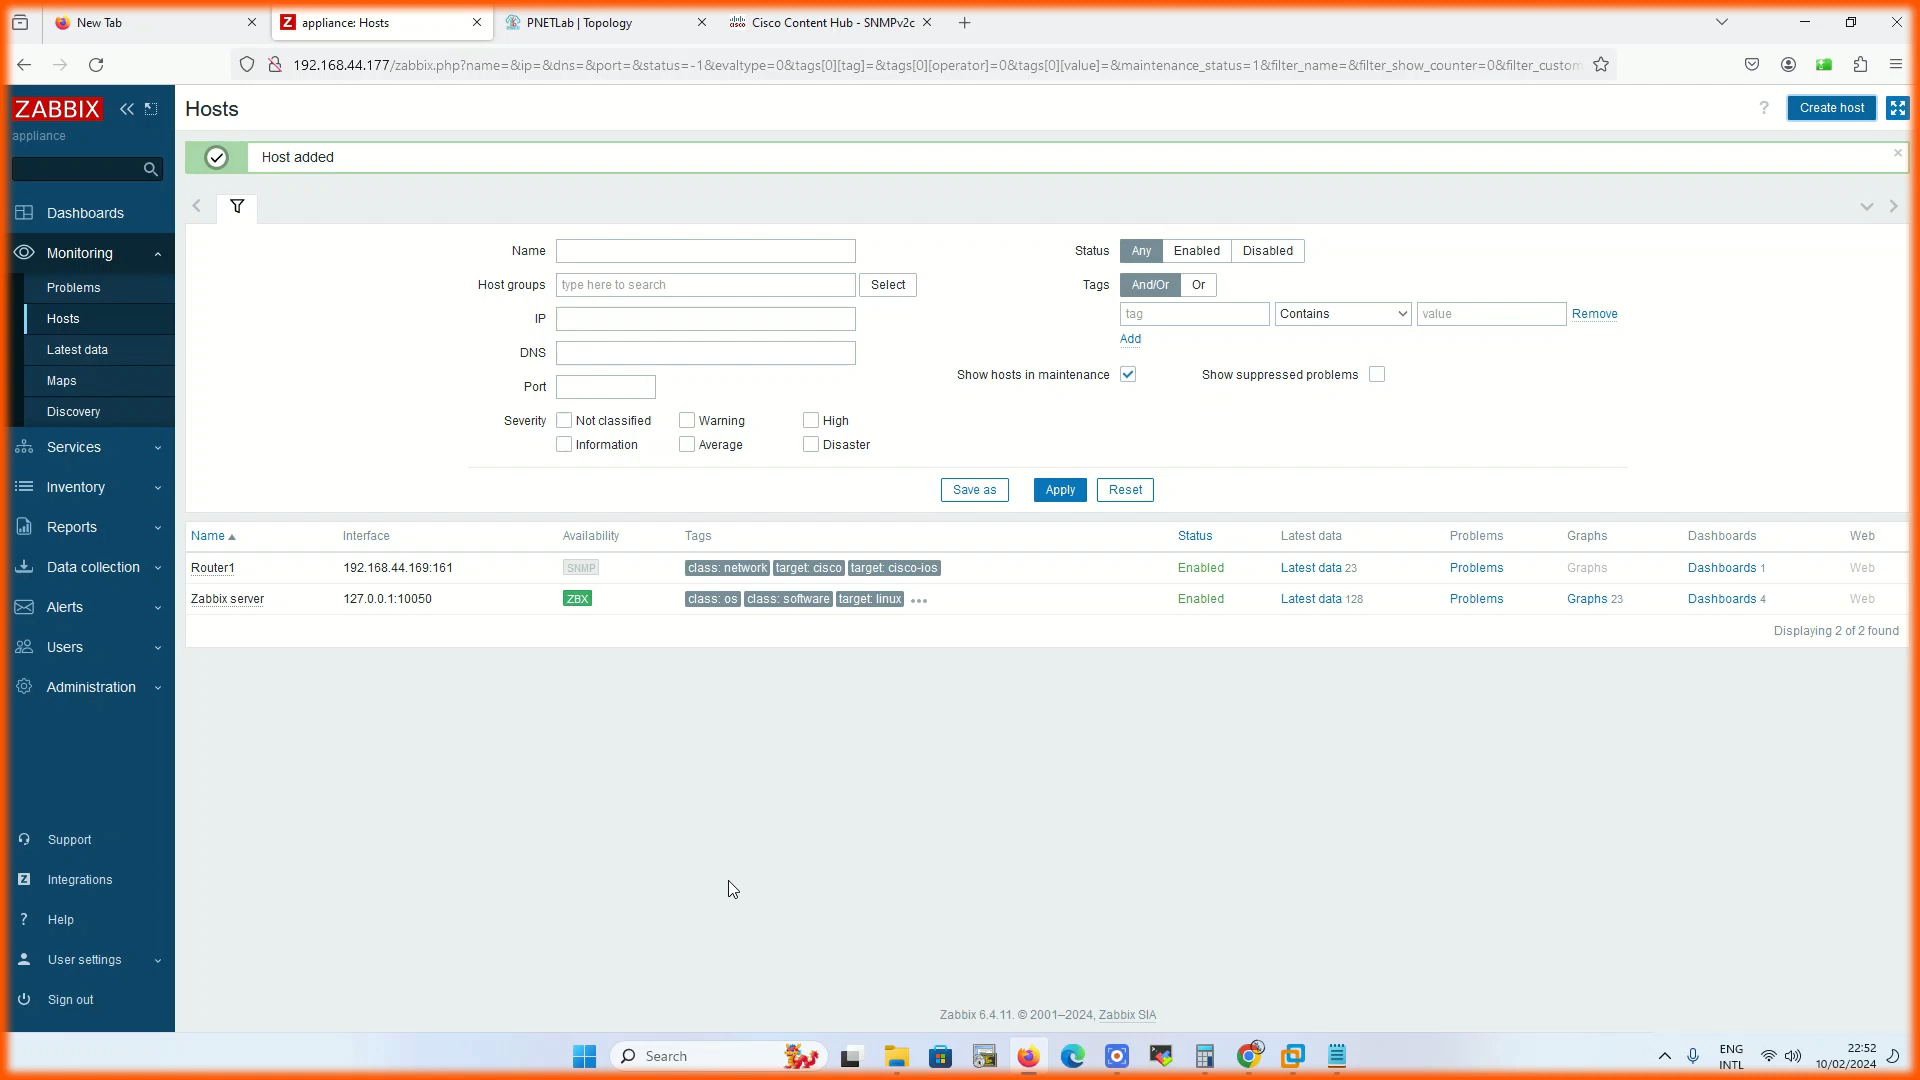 New Tab
appliance: Hosts
PNETLab | Topology
Cisco Content Hub - SNMPv2c
192.168.44.177/zabbix.php?name=&ip=&dns=&port=&status=-1&evaltype=0&tags[0][tag]=&tags[0][operator]=0&tags[0][value]=&maintenance_status=1&filter_name=&filter_show_counter=0&filter_custom
ZABBIX
appliance
Dashboards
Monitoring
Problems
Hosts
Latest data
Maps
Discovery
Services
Inventory
Reports
Data collection
Alerts
Users
Administration
Support
Z Integrations
? Help
User settings
Sign out
Hosts
? Create host
Host added
Name
Host groups type here to search Select
IP
DNS
Port
Severity Not classified Warning High
Information Average Disaster
Status Any Enabled Disabled
Tags And/Or Or
tag Contains value Remove
Add
Show hosts in maintenance Show suppressed problems
Save as Apply Reset
Name Interface Availability Tags Status Latest data Problems Graphs Dashboards Web
Router1 192.168.44.169:161 SNMP class: network target: cisco target: cisco-ios Enabled Latest data 23 Problems Graphs Dashboards 1 Web
Zabbix server 127.0.0.1:10050 ZBX class: os class: software target: linux ••• Enabled Latest data 128 Problems Graphs 23 Dashboards 4 Web
Displaying 2 of 2 found
Zabbix 6.4.11. © 2001–2024, Zabbix SIA
Search
ENG
INTL
22:52
10/02/2024